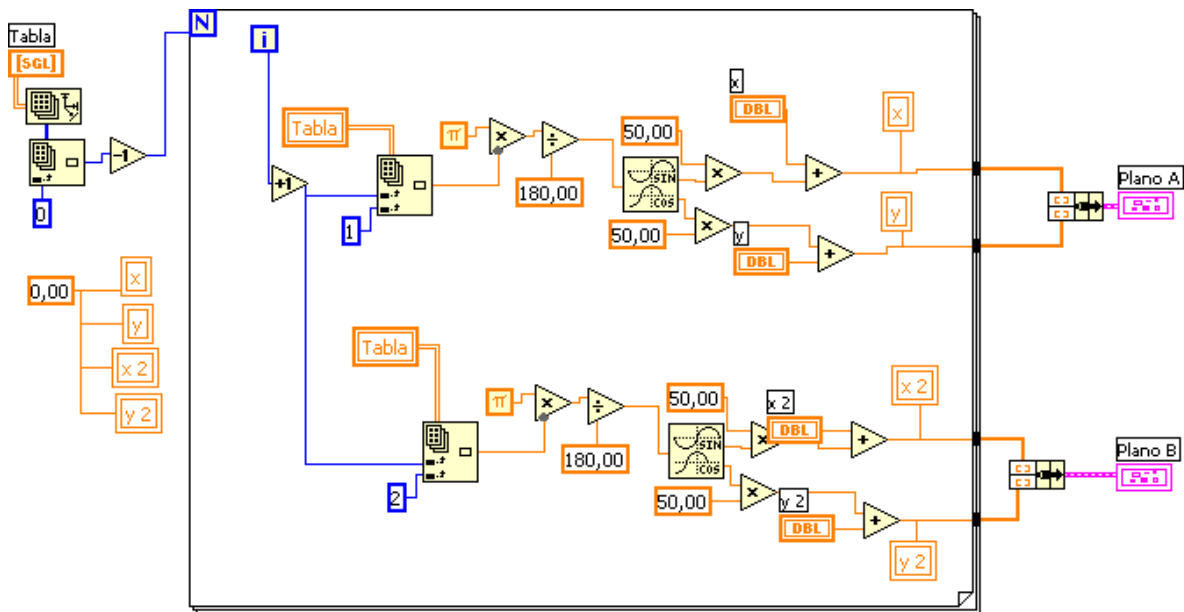 Tabla
[SGL]
0
-1
N
i
+1
Tabla
1
π
×
÷
180,00
50,00
SIN
COS
×
50,00
×
x
DBL
+
x
y
DBL
+
y
Plano A
0,00
x
y
x 2
y 2
Tabla
2
π
×
÷
180,00
50,00
SIN
COS
×
50,00
×
x 2
DBL
+
x 2
y 2
DBL
+
y 2
Plano B